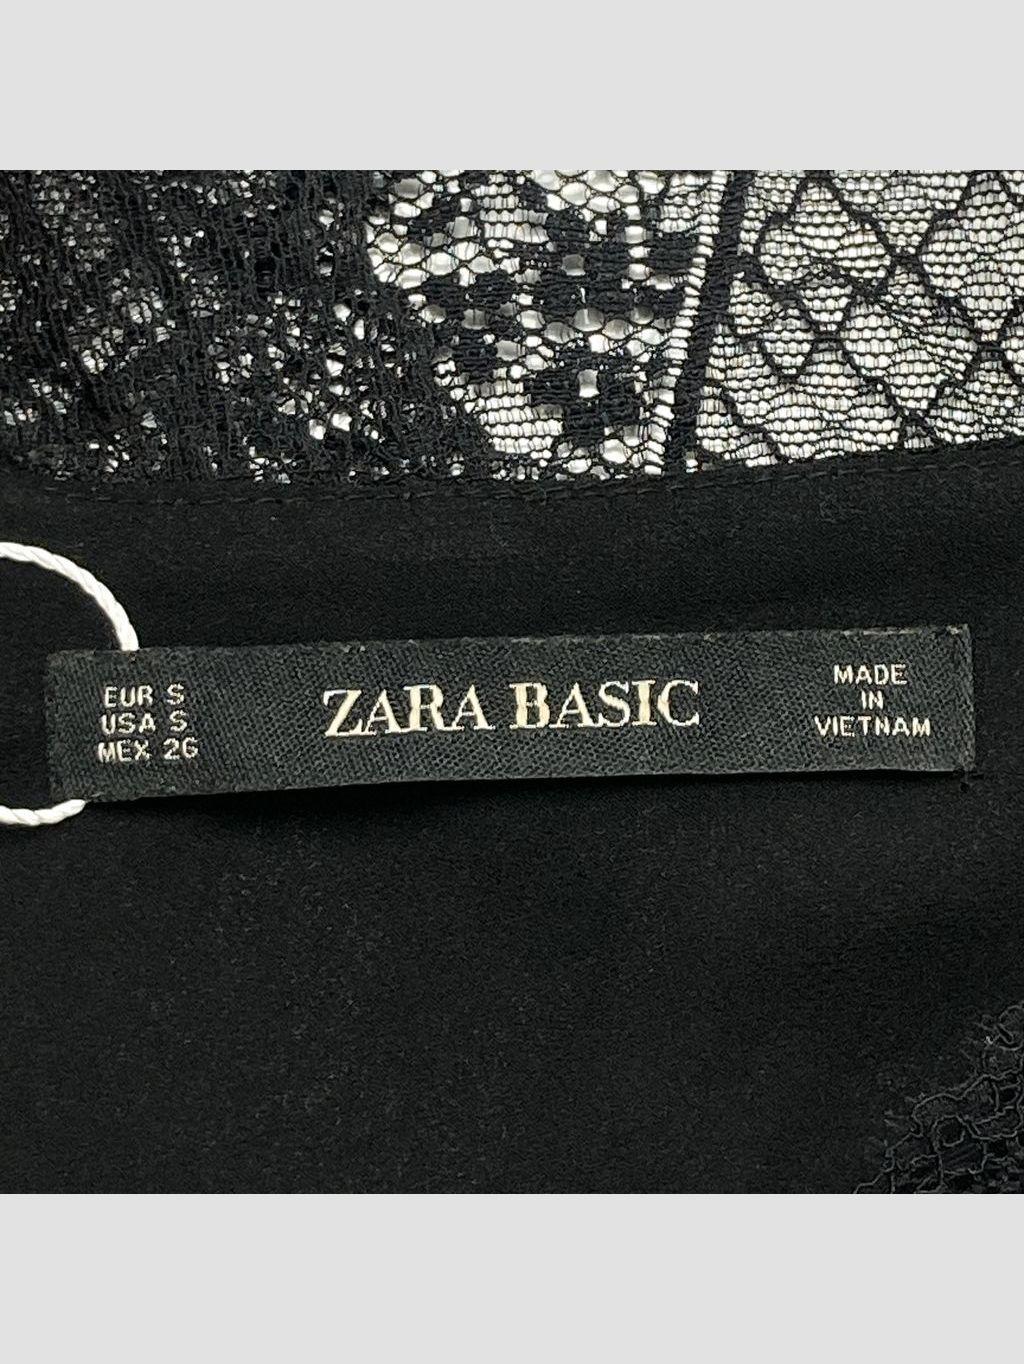 EUR S
USA S
MEX 26
ZARA BASIC
MADE
IN
VIETNAM